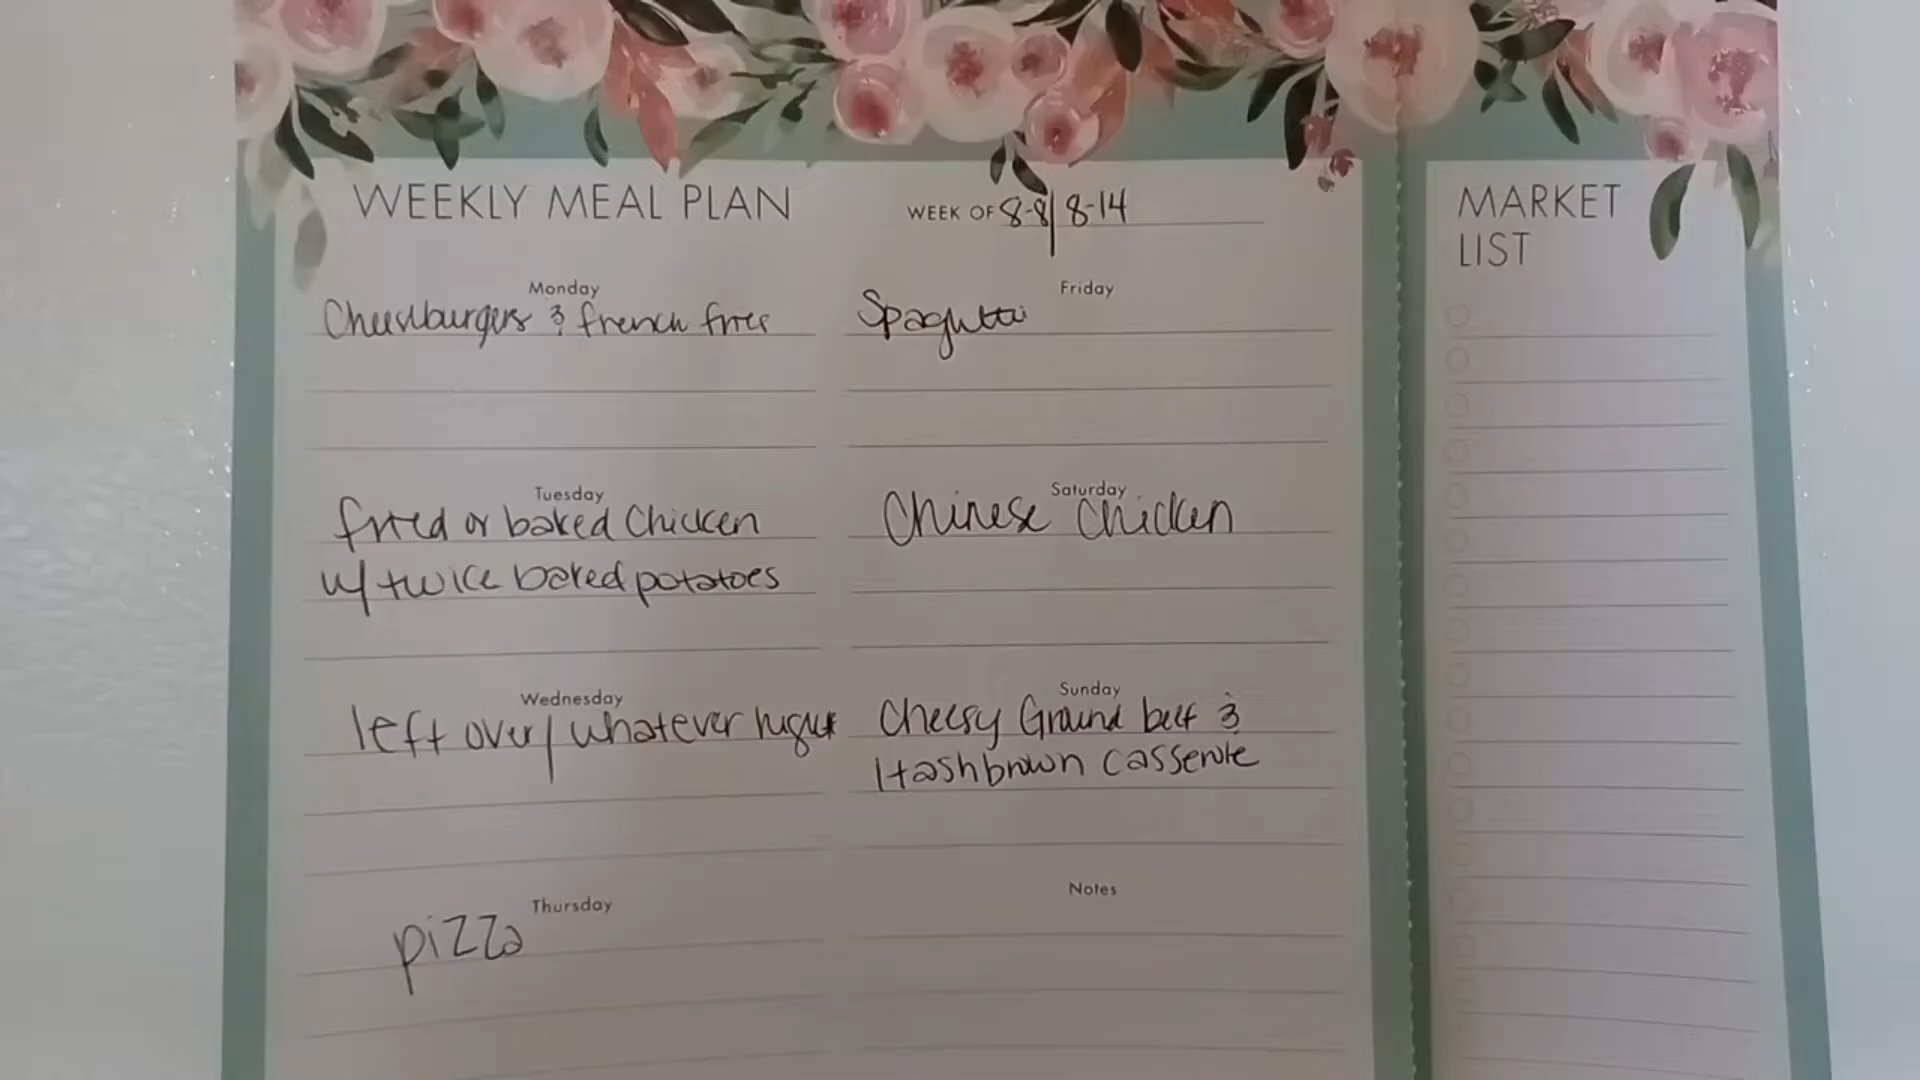 WEEKLY MEAL PLAN
WEEK OF 8-8/8-14
Monday
Cheeseburgers & french fries
Tuesday
fried or baked Chicken
w/ twice baked potatoes
Wednesday
left over/whatever night
Thursday
pizza
Friday
Spaghetti
Saturday
Chinese Chicken
Sunday
Cheesy Ground beef &
Hashbrown casserole
Notes
MARKET
LIST